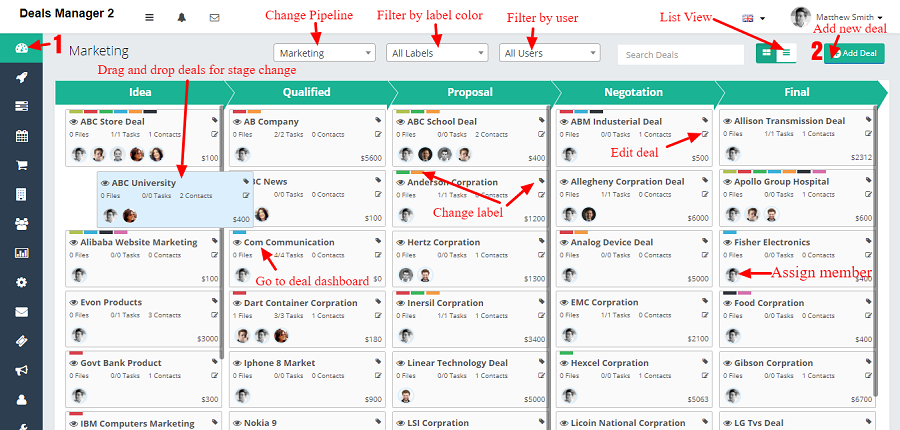 Deals Manager 2
Change Pipeline
Filter by label color
Filter by user
List View
Matthew Smith
Add new deal
1
Marketing
Marketing
All Labels
All Users
Search Deals
2
Add Deal
Drag and drop deals for stage change
Idea
Qualified
Proposal
Negotation
Final
ABC Store Deal
0 Files 1/1 Tasks 1 Contacts
$100
AB Company
0 Files 2/2 Tasks 0 Contacts
$5600
ABC School Deal
0 Files 0/0 Tasks 2 Contacts
$400
ABM Industerial Deal
0 Files 1/1 Tasks 0 Contacts
Edit deal
$500
Allison Transmission Deal
0 Files 1/1 Tasks 3 Contacts
$2312
ABC University
0 Files 0/0 Tasks 2 Contacts
$400
News
0/0 Tasks 0 Contacts
$100
Anderson Corpration
0 Files 1/1 Tasks
Change label
$1200
Allegheny Corpration Deal
0 Files 0/0 Tasks 0 Contacts
$6000
Apollo Group Hospital
0 Files 0/0 Tasks 0 Contacts
$600
Alibaba Website Marketing
0 Files 0/0 Tasks 1 Contacts
$100
Com Communication
0 Files 4/4 Tasks 0 Contacts
Go to deal dashboard
$0
Hertz Corpration
0 Files 0/0 Tasks 1 Contacts
$1300
Analog Device Deal
0 Files 0/0 Tasks 0 Contacts
$5000
Fisher Electronics
0 Files 0/0 Tasks 0 Contacts
Assign member
Evon Products
0 Files 0/1 Tasks 3 Contacts
$3000
Dart Container Corpration
1 Files 3/3 Tasks 1 Contacts
$180
Inersil Corpration
0 Files 1/1 Tasks 0 Contacts
$3400
EMC Corpration
0 Files 0/0 Tasks 1 Contacts
$2100
Food Corpration
0 Files 0/0 Tasks 0 Contacts
$400
Govt Bank Product
0 Files 0/0 Tasks 1 Contacts
$300
Iphone 8 Market
0 Files 0/0 Tasks 0 Contacts
$900
Linear Technology Deal
0 Files 0/0 Tasks 1 Contacts
$5000
Hexcel Corpration
0 Files 0/0 Tasks 1 Contacts
$5063
Gibson Corpration
0 Files 0/0 Tasks 1 Contacts
$6700
IBM Computers Marketing
Nokia 9
LSI Corpration
Licoin National Corpration
LG Tvs Deal